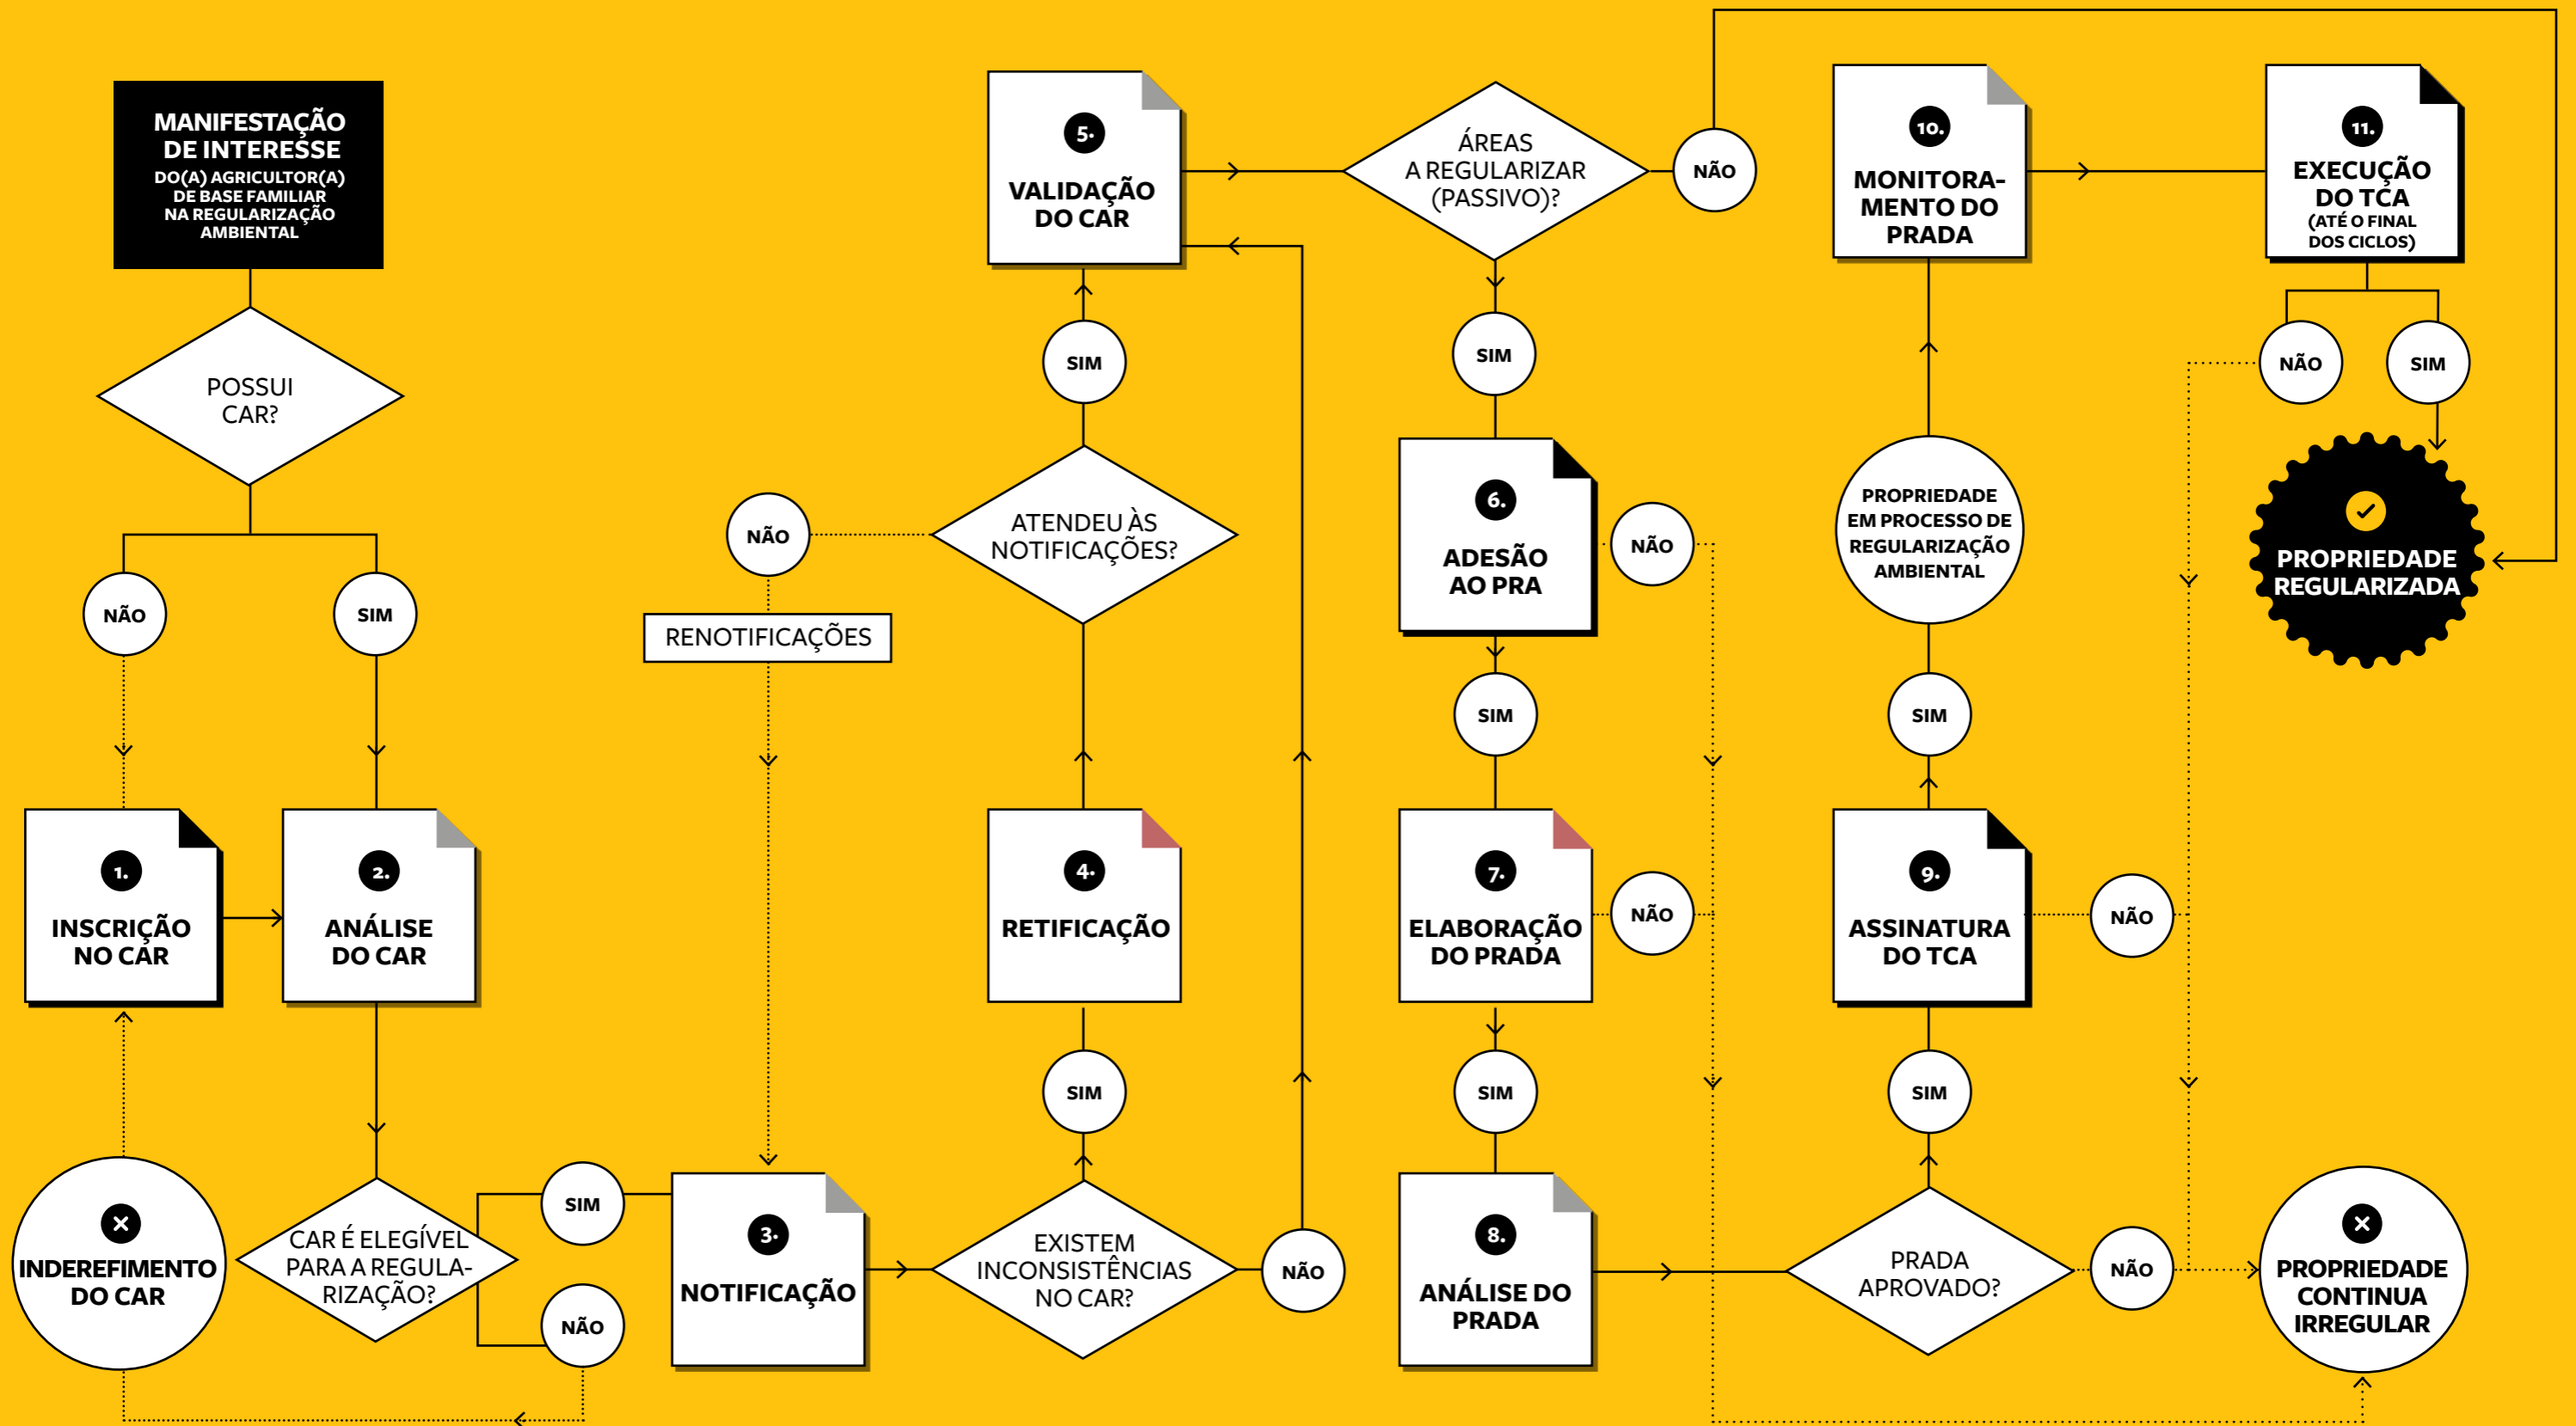 MANIFESTAÇÃO
DE INTERESSE
DO(A) AGRICULTOR(A)
DE BASE FAMILIAR
NA REGULARIZAÇÃO
AMBIENTAL
POSSUI
CAR?
NÃO
SIM
1.
INSCRIÇÃO
NO CAR
2.
ANÁLISE
DO CAR
INDEREFIMENTO
DO CAR
CAR É ELEGÍVEL
PARA A REGULA-
RIZAÇÃO?
SIM
NÃO
3.
NOTIFICAÇÃO
RENOTIFICAÇÕES
NÃO
EXISTEM
INCONSISTÊNCIAS
NO CAR?
NÃO
SIM
4.
RETIFICAÇÃO
ATENDEU ÀS
NOTIFICAÇÕES?
SIM
5.
VALIDAÇÃO
DO CAR
ÁREAS
A REGULARIZAR
(PASSIVO)?
NÃO
SIM
6.
ADESÃO
AO PRA
NÃO
SIM
7.
ELABORAÇÃO
DO PRADA
NÃO
SIM
8.
ANÁLISE DO
PRADA
PRADA
APROVADO?
NÃO
SIM
9.
ASSINATURA
DO TCA
NÃO
SIM
PROPRIEDADE
EM PROCESSO DE
REGULARIZAÇÃO
AMBIENTAL
10.
MONITORA-
MENTO DO
PRADA
11.
EXECUÇÃO
DO TCA
(ATÉ O FINAL
DOS CICLOS)
NÃO
SIM
PROPRIEDADE
REGULARIZADA
PROPRIEDADE
CONTINUA
IRREGULAR